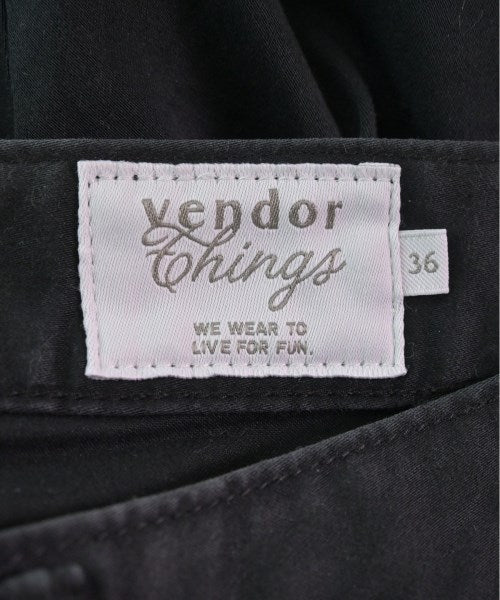 vendor
Things
36
WE WEAR TO
LIVE FOR FUN.